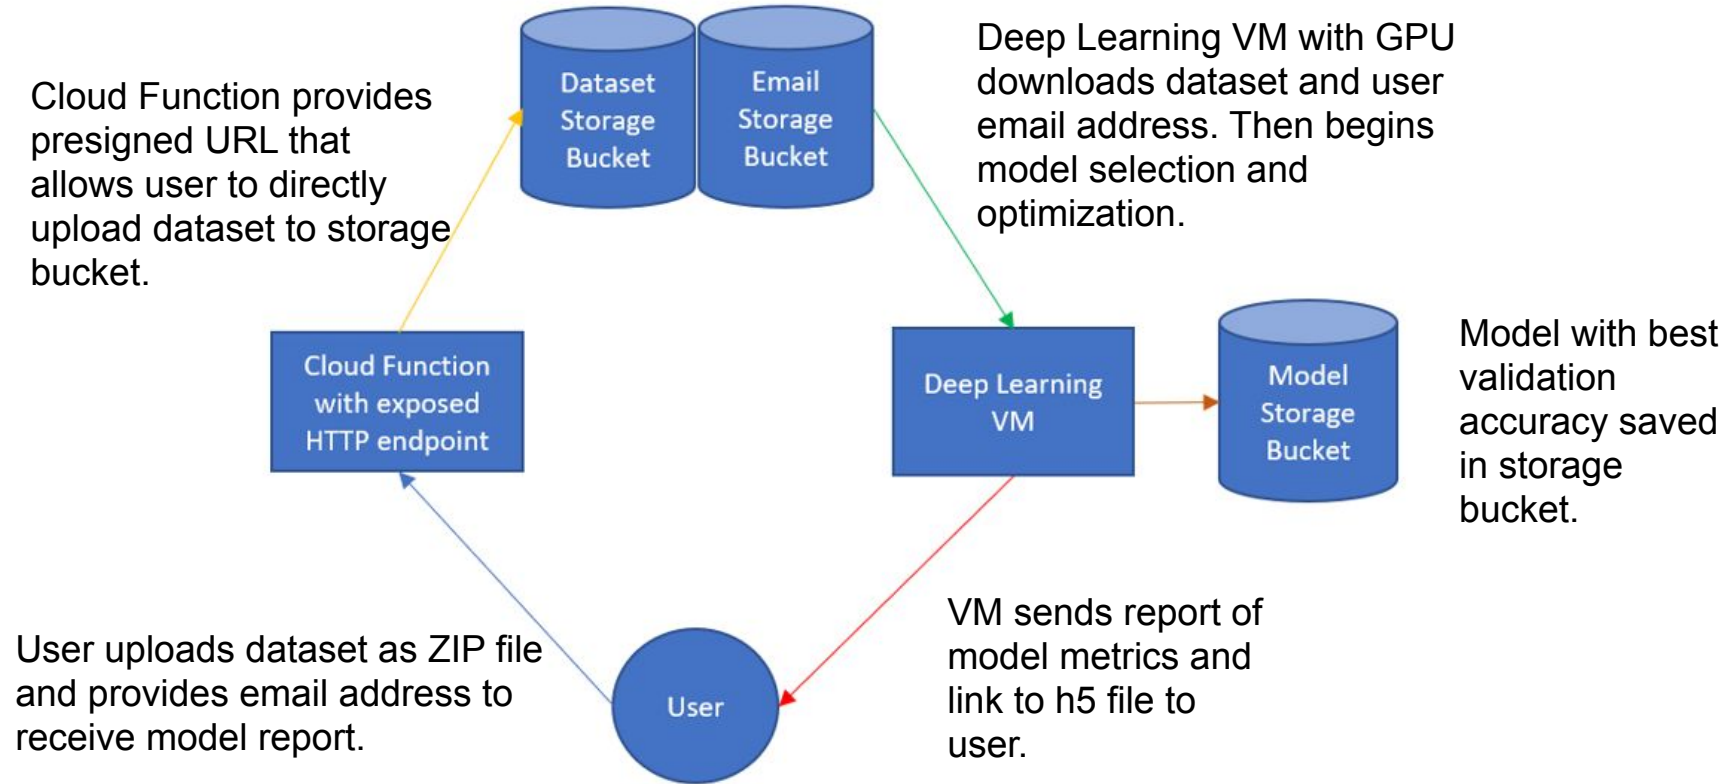 Cloud Function provides
presigned URL that
allows user to directly
upload dataset to storage
bucket.
Dataset
Storage
Bucket
Email
Storage
Bucket
Deep Learning VM with GPU
downloads dataset and user
email address. Then begins
model selection and
optimization.
Cloud Function
with exposed
HTTP endpoint
Deep Learning
VM
Model
Storage
Bucket
Model with best
validation
accuracy saved
in storage
bucket.
User uploads dataset as ZIP file
and provides email address to
receive model report.
User
VM sends report of
model metrics and
link to h5 file to
user.